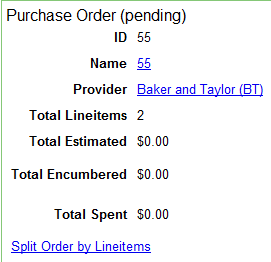 Purchase Order (pending)
ID 55
Name 55
Provider Baker and Taylor (BT)
Total Lineitems 2
Total Estimated $0.00
Total Encumbered $0.00
Total Spent $0.00
Split Order by Lineitems